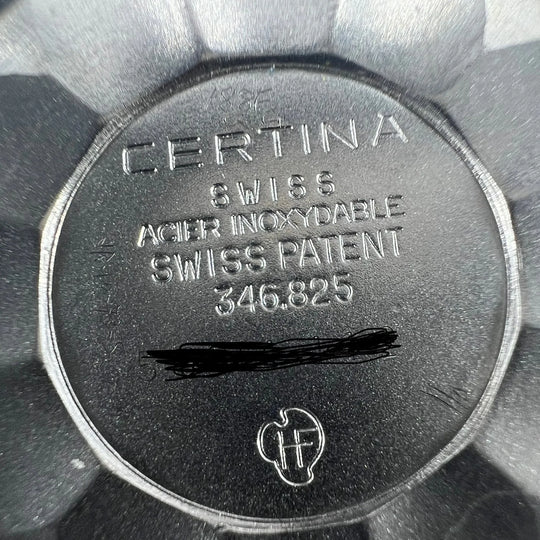 CERTINA
SWISS
ACIER INOXYDABLE
SWISS PATENT
346.825
HF